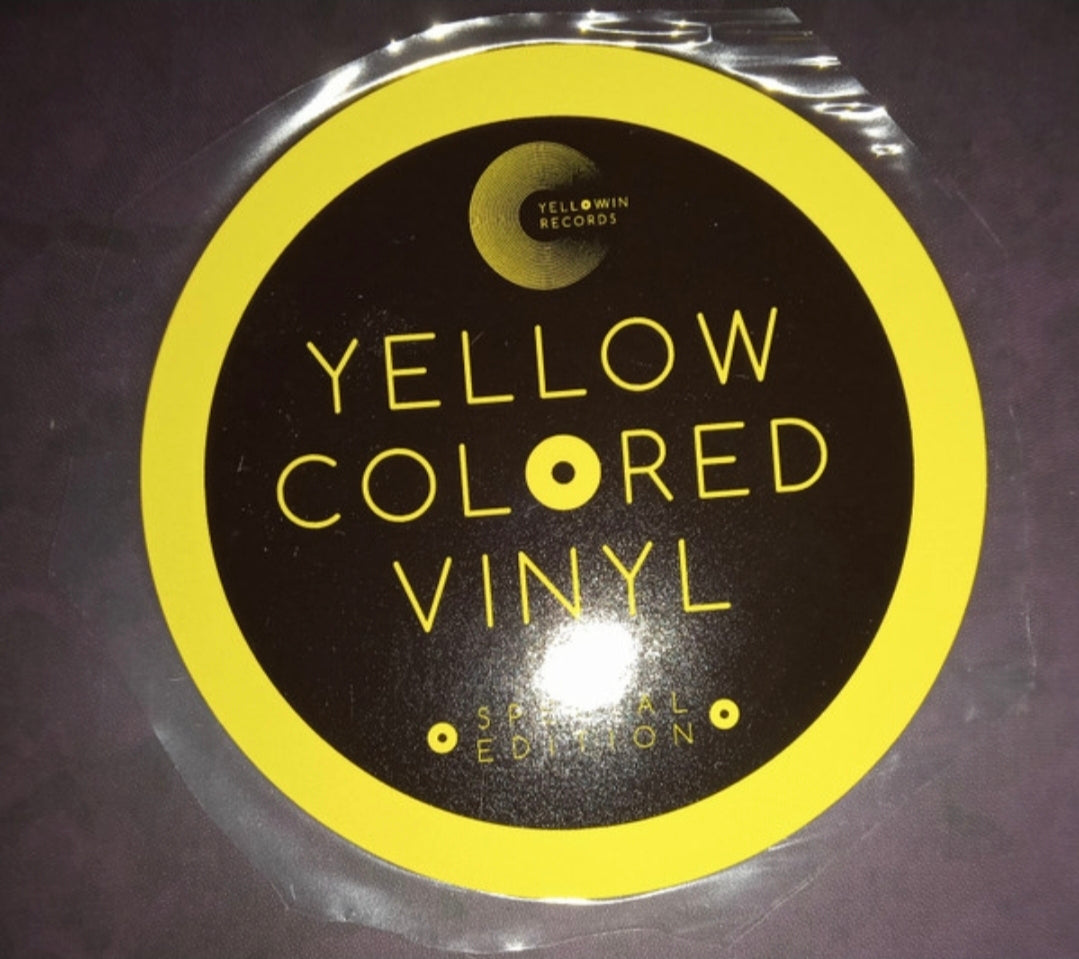 YELLOWIN
RECORDS
YELLOW
COLORED
VINYL
EDITION